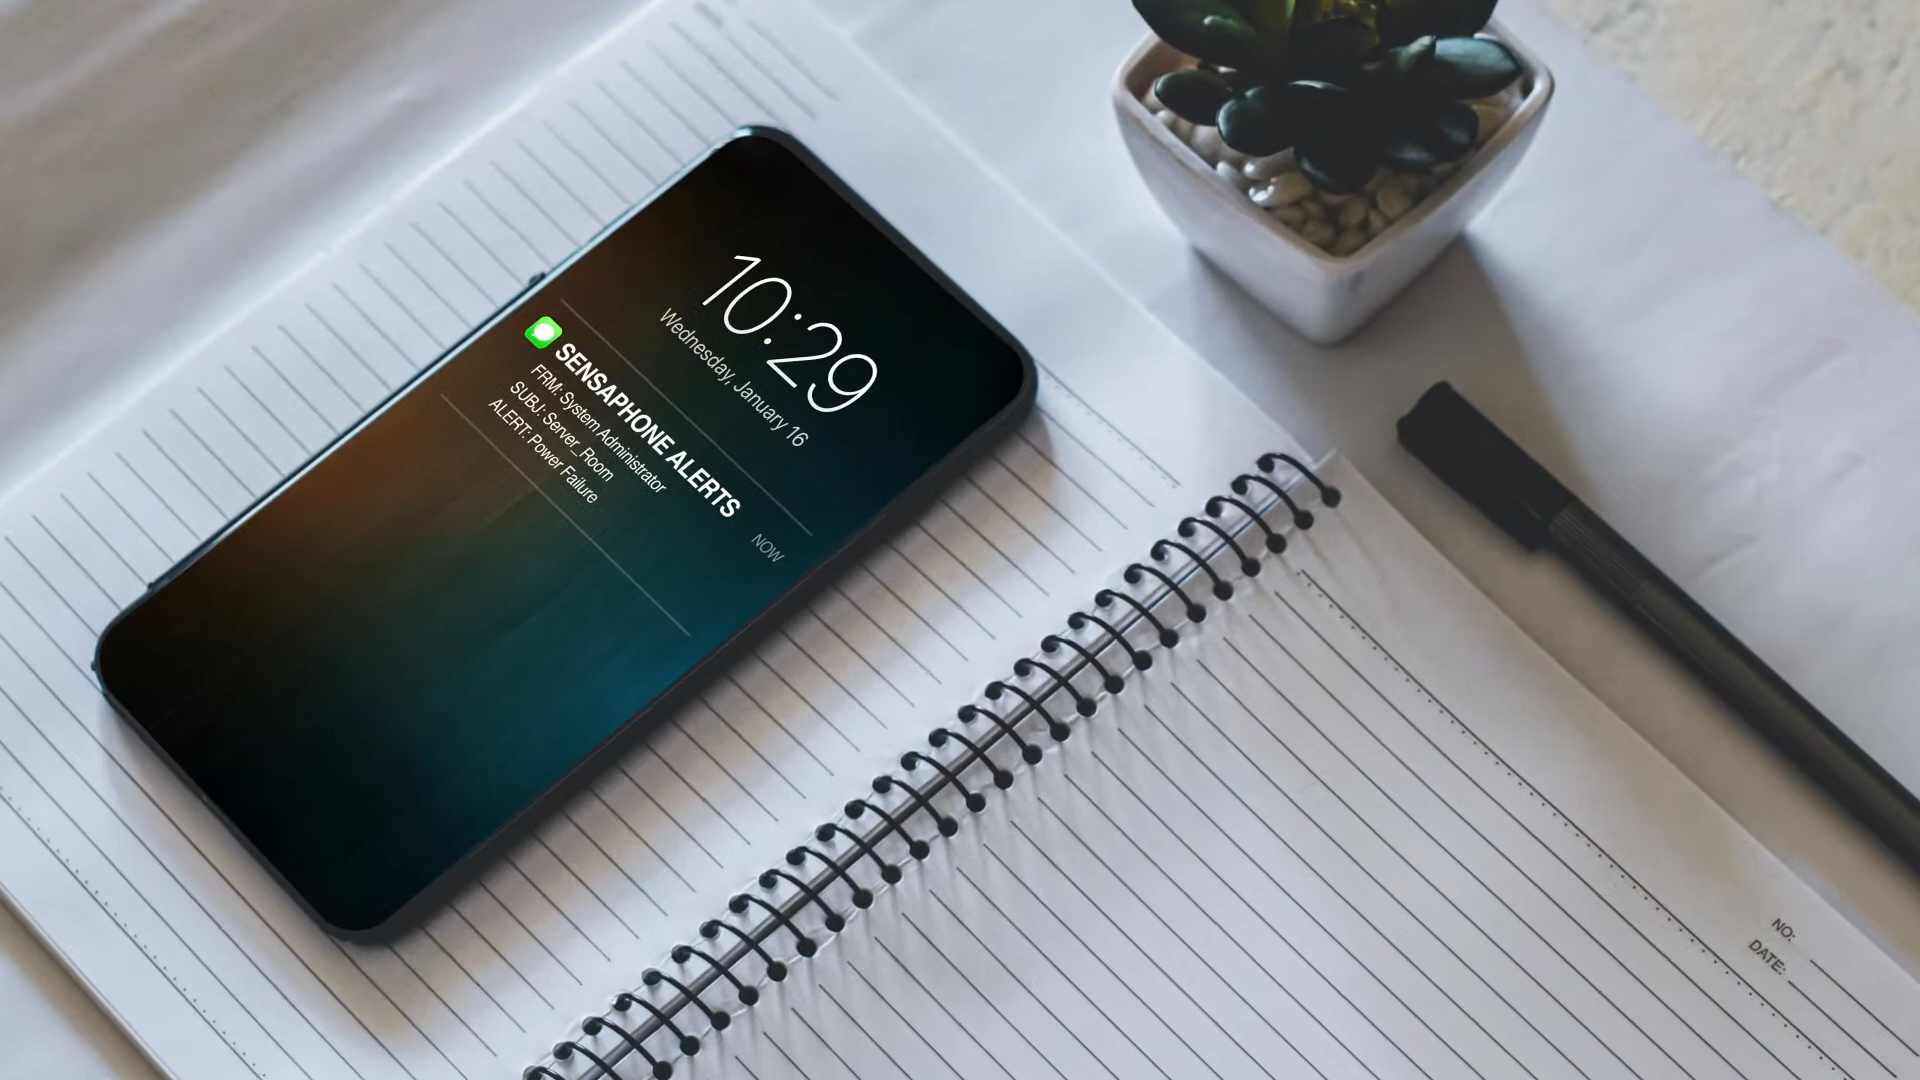 10:29
Wednesday, January 16
SENSAPHONE ALERTS
NOW
FRM: System Administrator
SUBJ: Server_Room
ALERT: Power Failure
NO:
DATE: